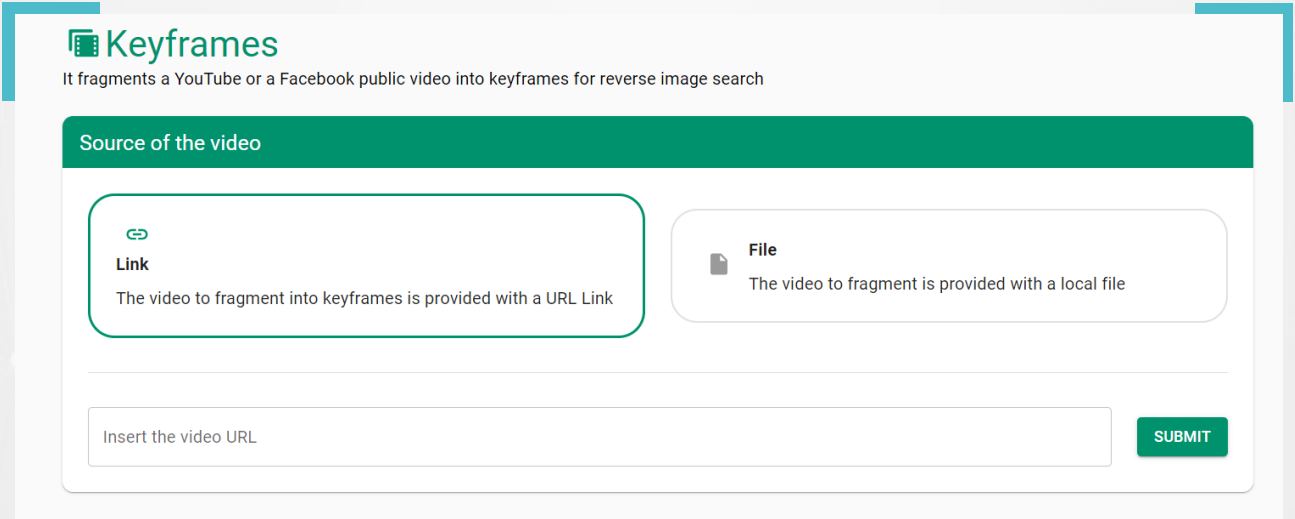 Keyframes
It fragments a YouTube or a Facebook public video into keyframes for reverse image search
Source of the video
Link
The video to fragment into keyframes is provided with a URL Link
File
The video to fragment is provided with a local file
Insert the video URL
SUBMIT